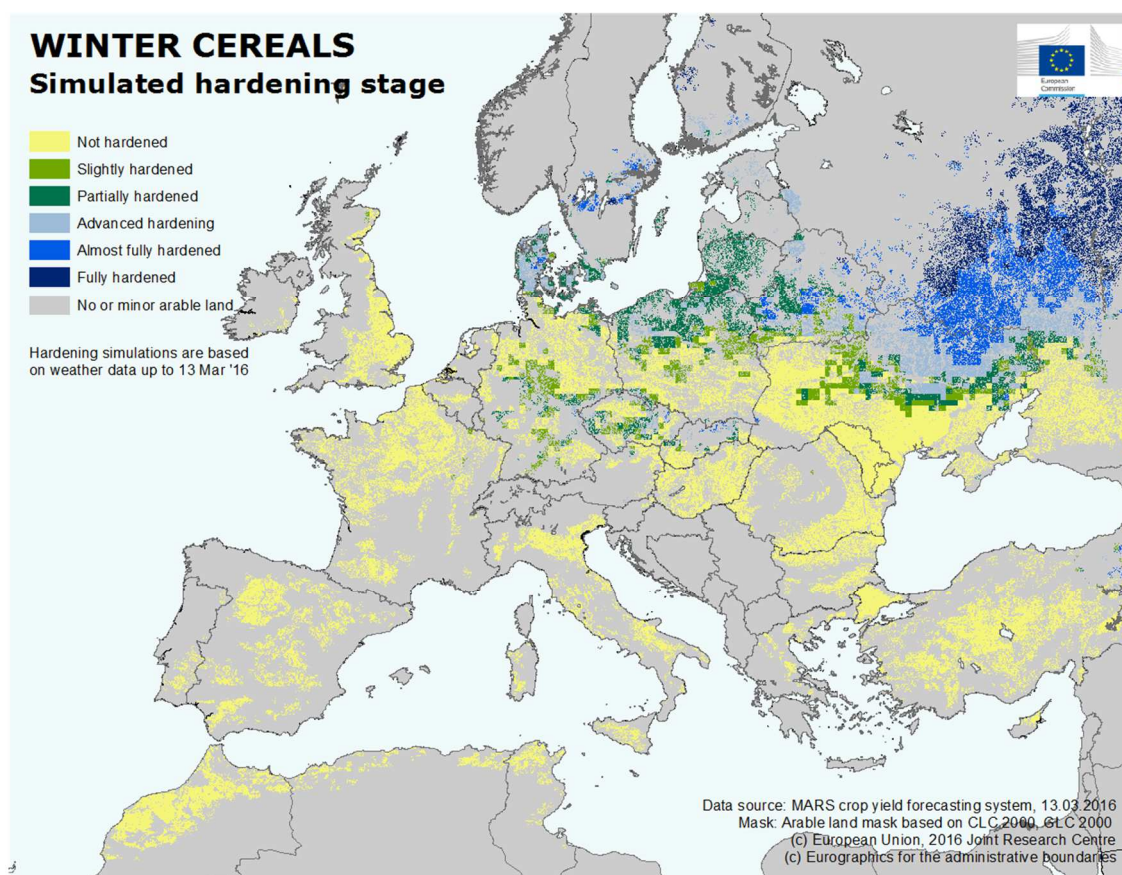 WINTER CEREALS
Simulated hardening stage
European
Commission
Not hardened
Slightly hardened
Partially hardened
Advanced hardening
Almost fully hardened
Fully hardened
No or minor arable land
Hardening simulations are based
on weather data up to 13 Mar '16
Data source: MARS crop yield forecasting system, 13.03.2016
Mask: Arable land mask based on CLC 2000, GLC 2000
(c) European Union, 2016 Joint Research Centre
(c) Eurographics for the administrative boundaries